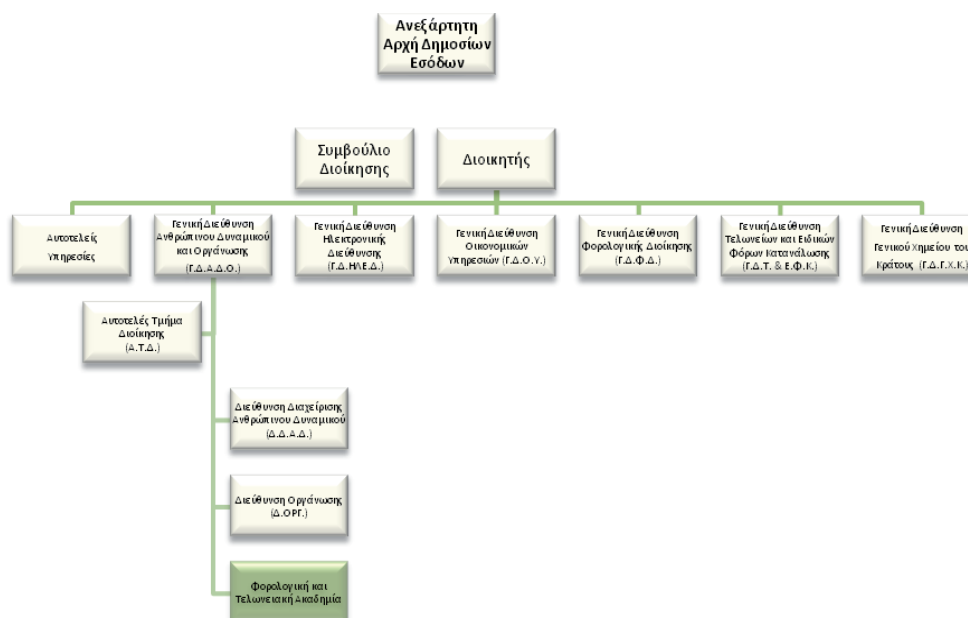 Ανεξάρτητη
Αρχή Δημοσίων
Εσόδων
Συμβούλιο
Διοίκησης
Διοικητής
Αυτοτελείς
Υπηρεσίες
Γενική Διεύθυνση
Ανθρώπινου Δυναμικού
και Οργάνωσης
(Γ.Δ.Α.Δ.Ο.)
Γενική Διεύθυνση
Ηλεκτρονικής
Διεύθυνσης
(Γ.Δ.ΗΛΕ.Δ.)
Γενική Διεύθυνση
Οικονομικών
Υπηρεσιών (Γ.Δ.Ο.Υ.)
Γενική Διεύθυνση
Φορολογικής Διοίκησης
(Γ.Δ.Φ.Δ.)
Γενική Διεύθυνση
Τελωνείων και Ειδικών
Φόρων Κατανάλωσης
(Γ.Δ.Τ. & Ε.Φ.Κ.)
Γενική Διεύθυνση
Γενικού Χημείου του
Κράτους (Γ.Δ.Γ.Χ.Κ.)
Αυτοτελές Τμήμα
Διοίκησης
(Α.Τ.Δ.)
Διεύθυνση Διαχείρισης
Ανθρώπινου Δυναμικού
(Δ.Δ.Α.Δ.)
Διεύθυνση Οργάνωσης
(Δ.ΟΡΓ.)
Φορολογική και
Τελωνειακή Ακαδημία